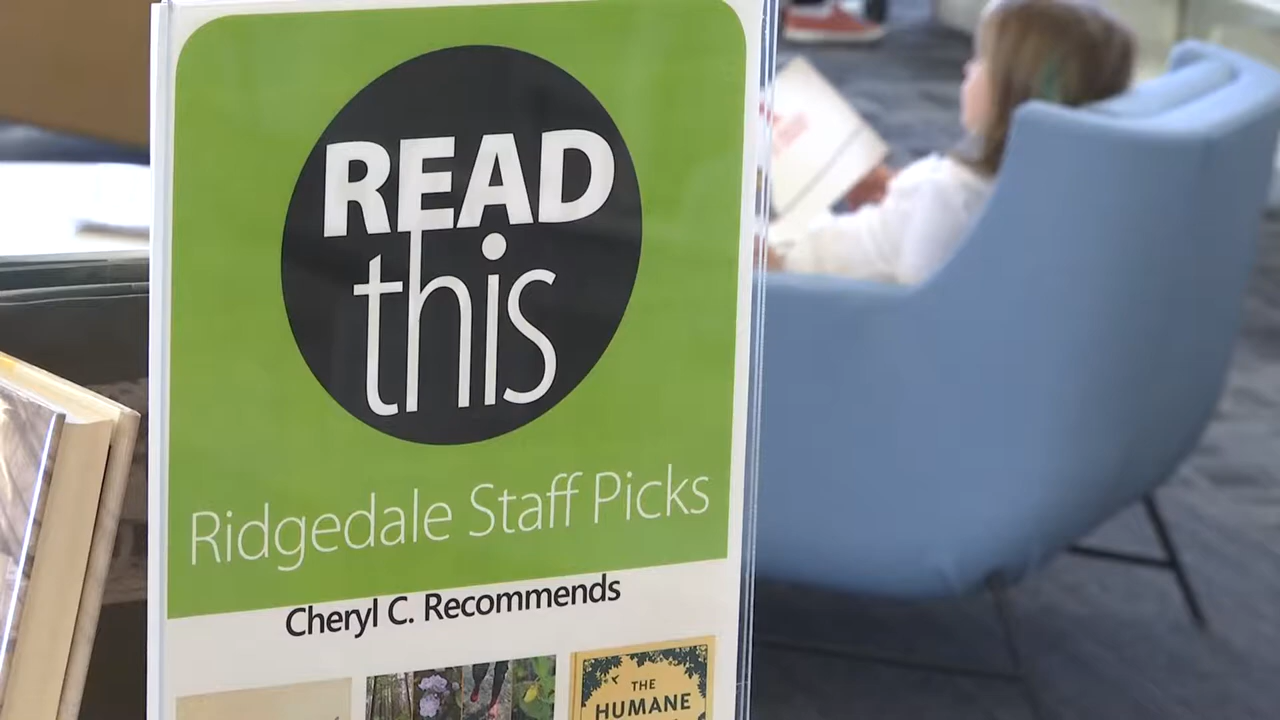 READ
this
Ridgedale Staff Picks
Cheryl C. Recommends
THE
HUMANE